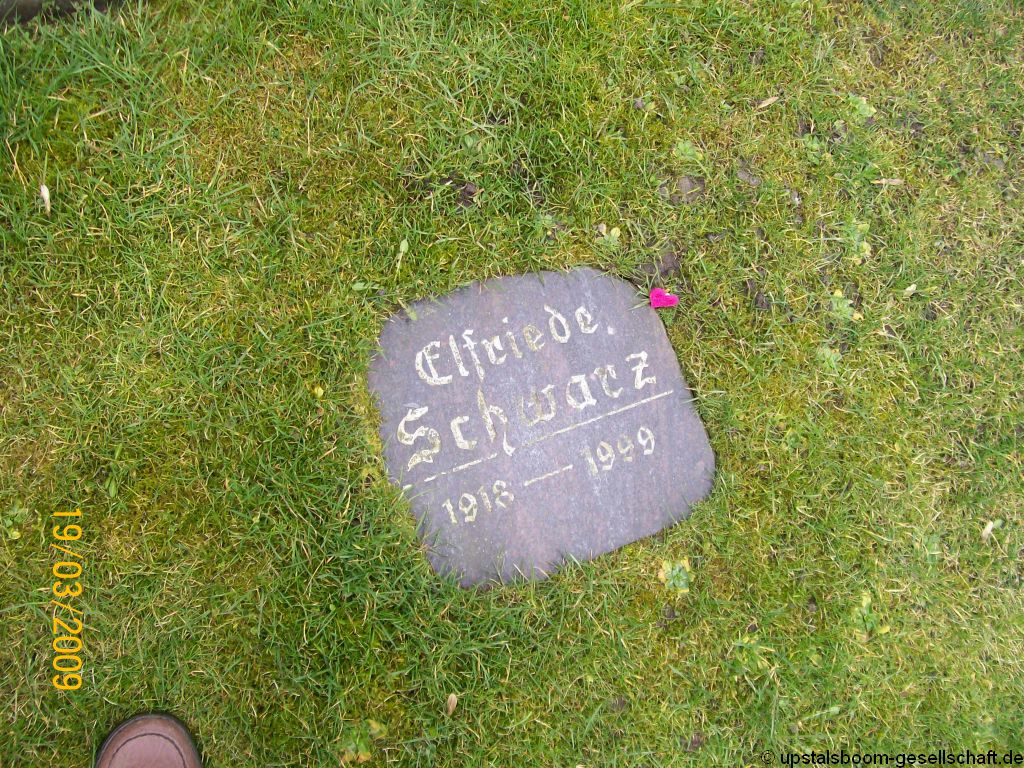 Elfriede.
Schwarz
1918 — 1999
19/03/2009
© upstalsboom-gesellschaft.de